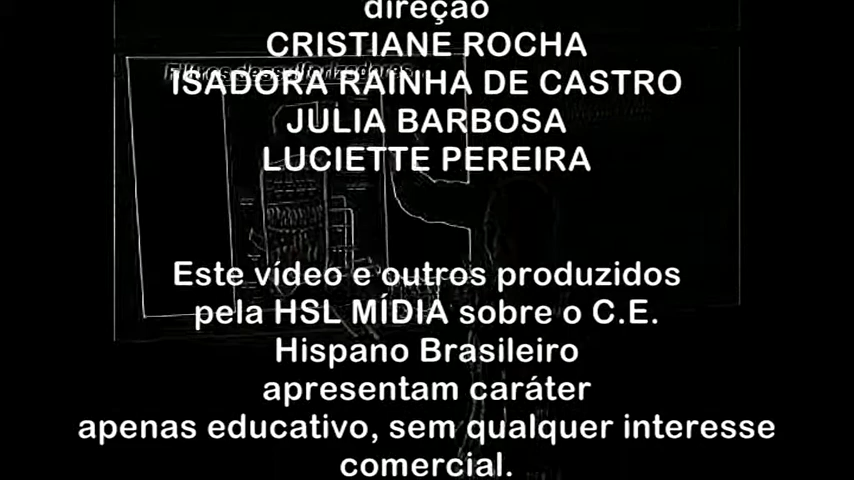 direção
CRISTIANE ROCHA
ISADORA RAINHA DE CASTRO
JULIA BARBOSA
LUCIETTE PEREIRA
Este vídeo e outros produzidos
pela HSL MÍDIA sobre o C.E.
Hispano Brasileiro
apresentam caráter
apenas educativo, sem qualquer interesse
comercial.